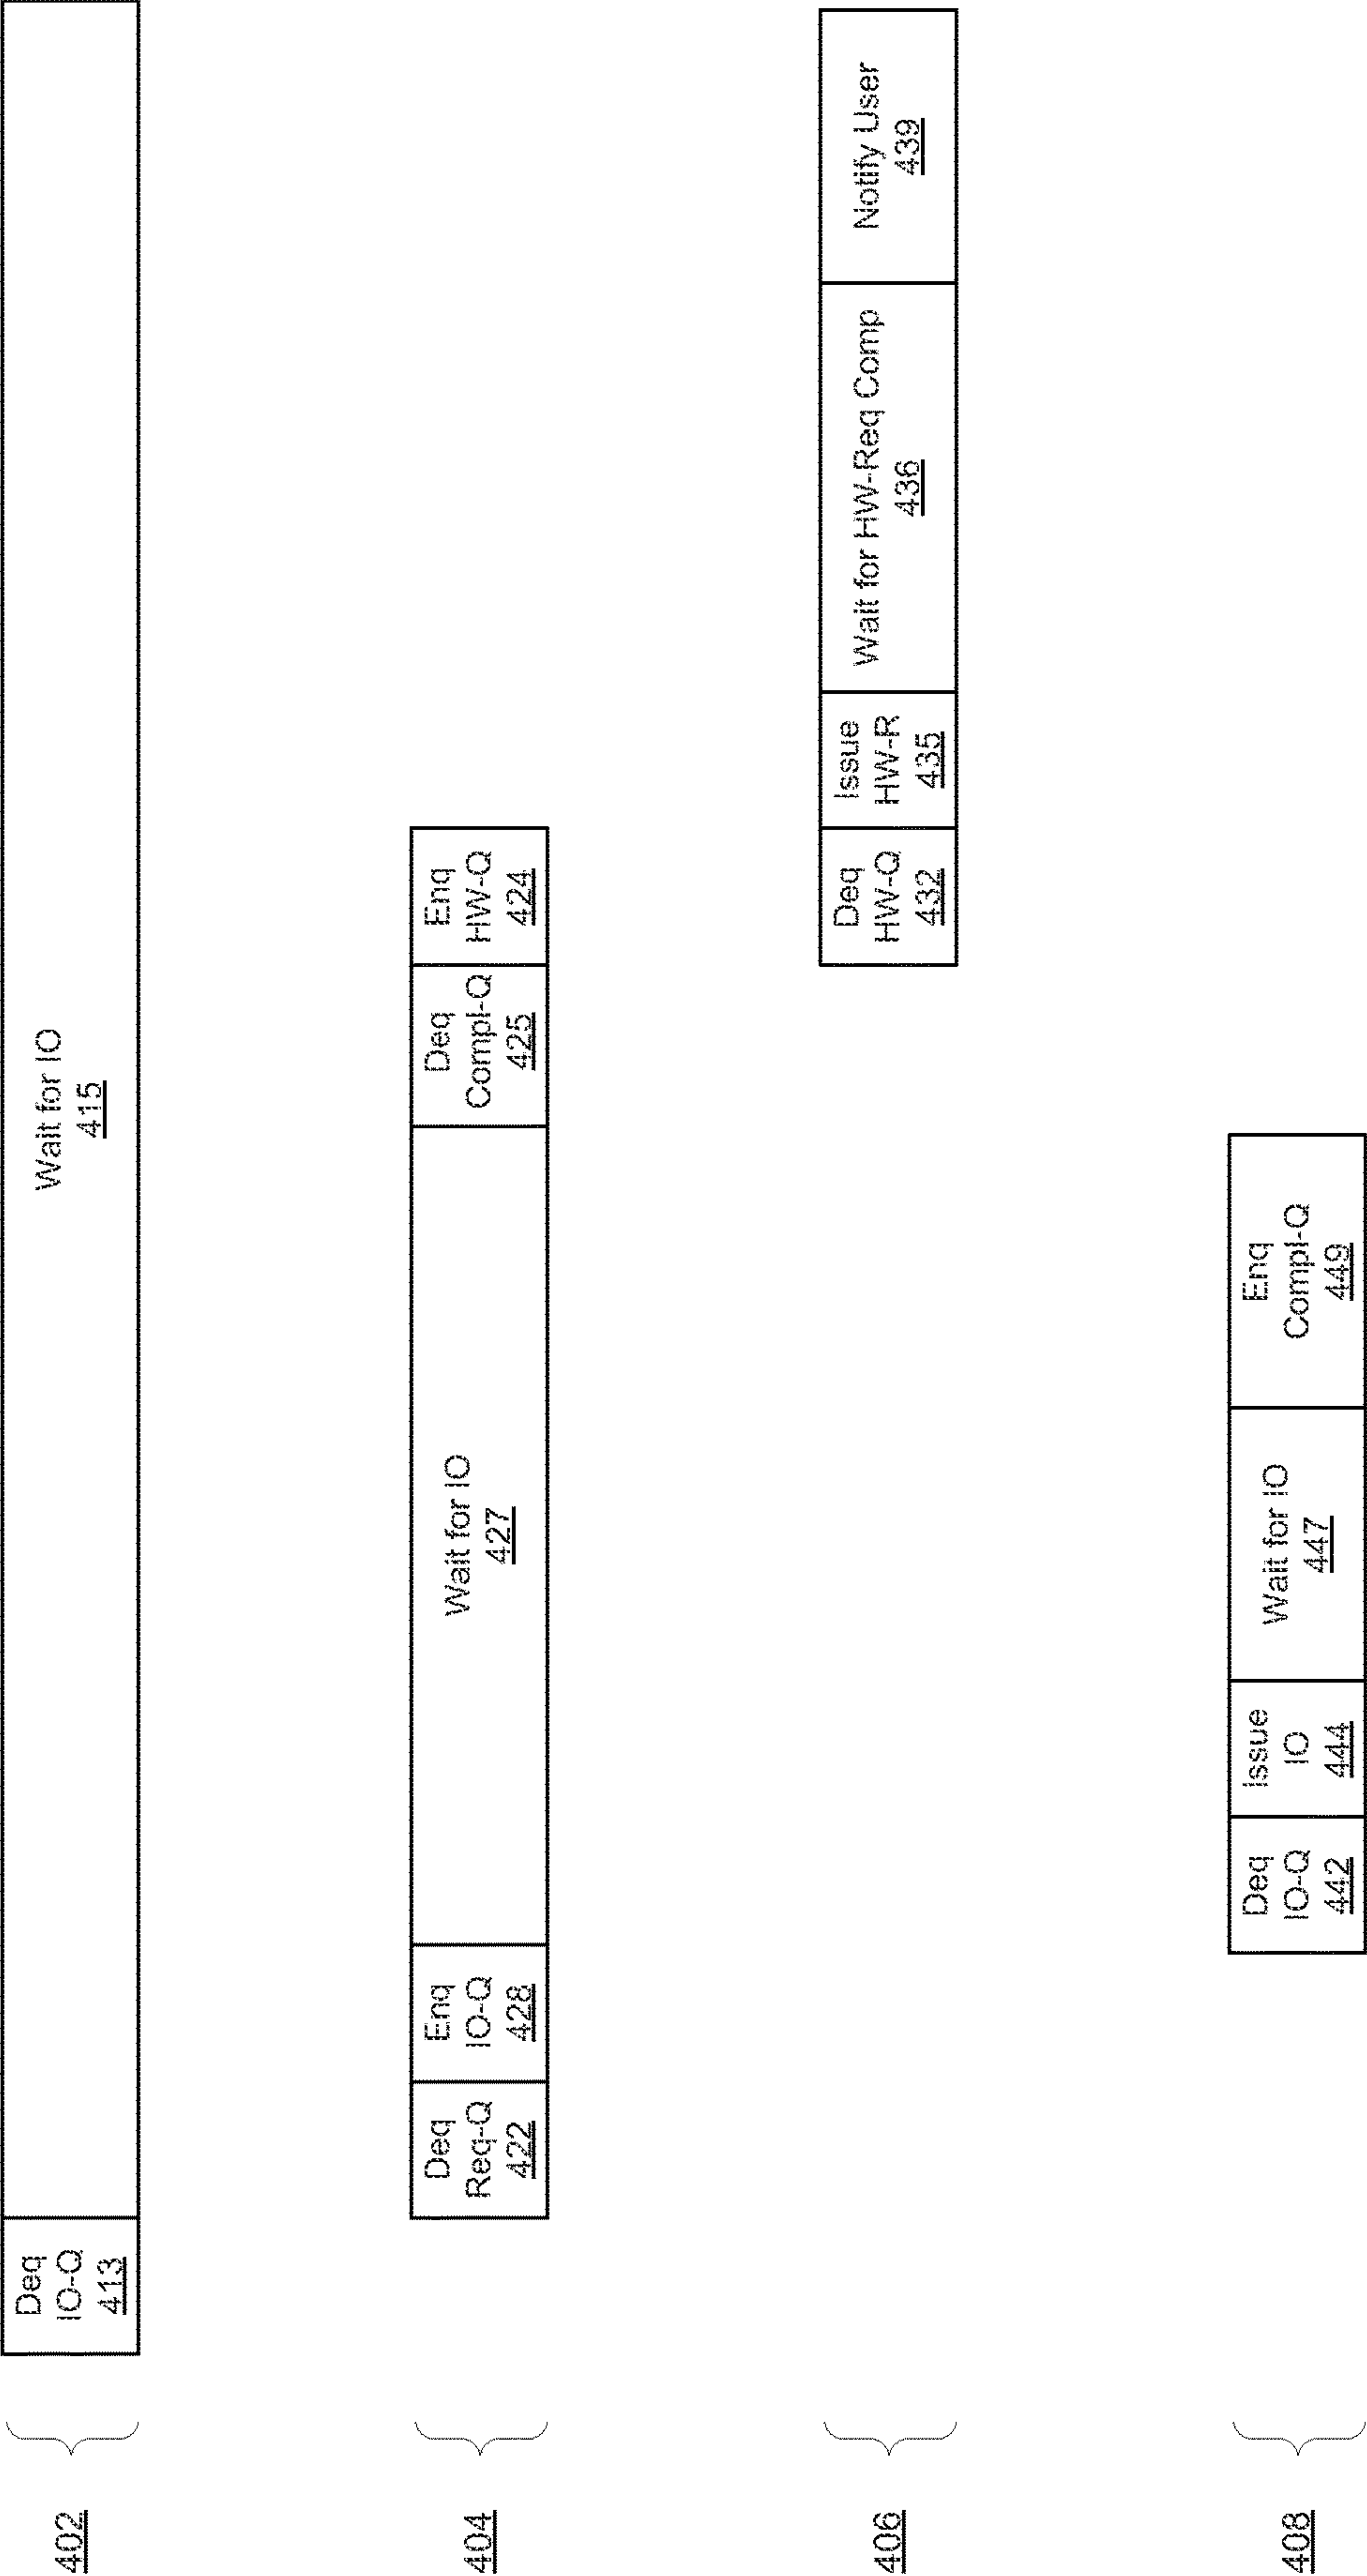 402
Deq
IO-Q
413
Wait for IO
415
404
Deq
Req-Q
422
Enq
IO-Q
428
Wait for IO
427
Deq
Compl-Q
425
Enq
HW-Q
424
406
Deq
HW-Q
432
Issue
HW-R
435
Wait for HW-Req Comp
436
Notify User
439
408
Deq
IO-Q
442
Issue
IO
444
Wait for IO
447
Enq
Compl-Q
449